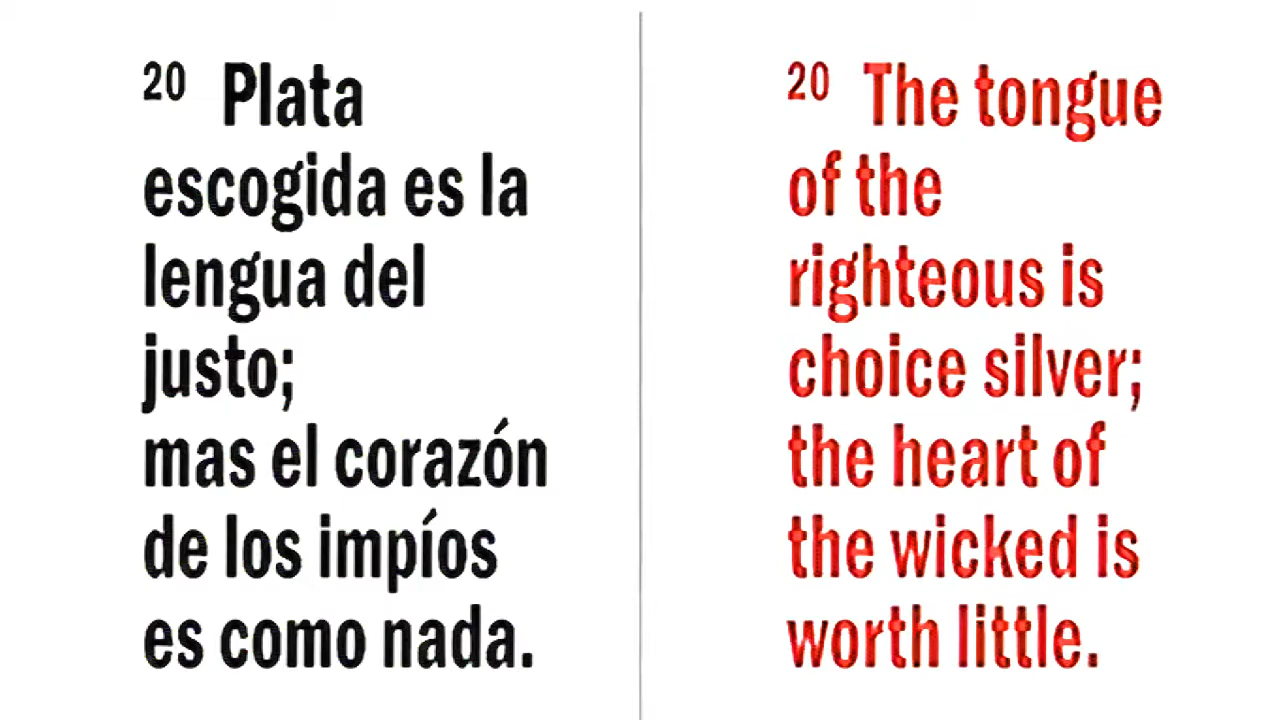 20 Plata
escogida es la
lengua del
justo;
mas el corazón
de los impíos
es como nada.
20 The tongue
of the
righteous is
choice silver;
the heart of
the wicked is
worth little.